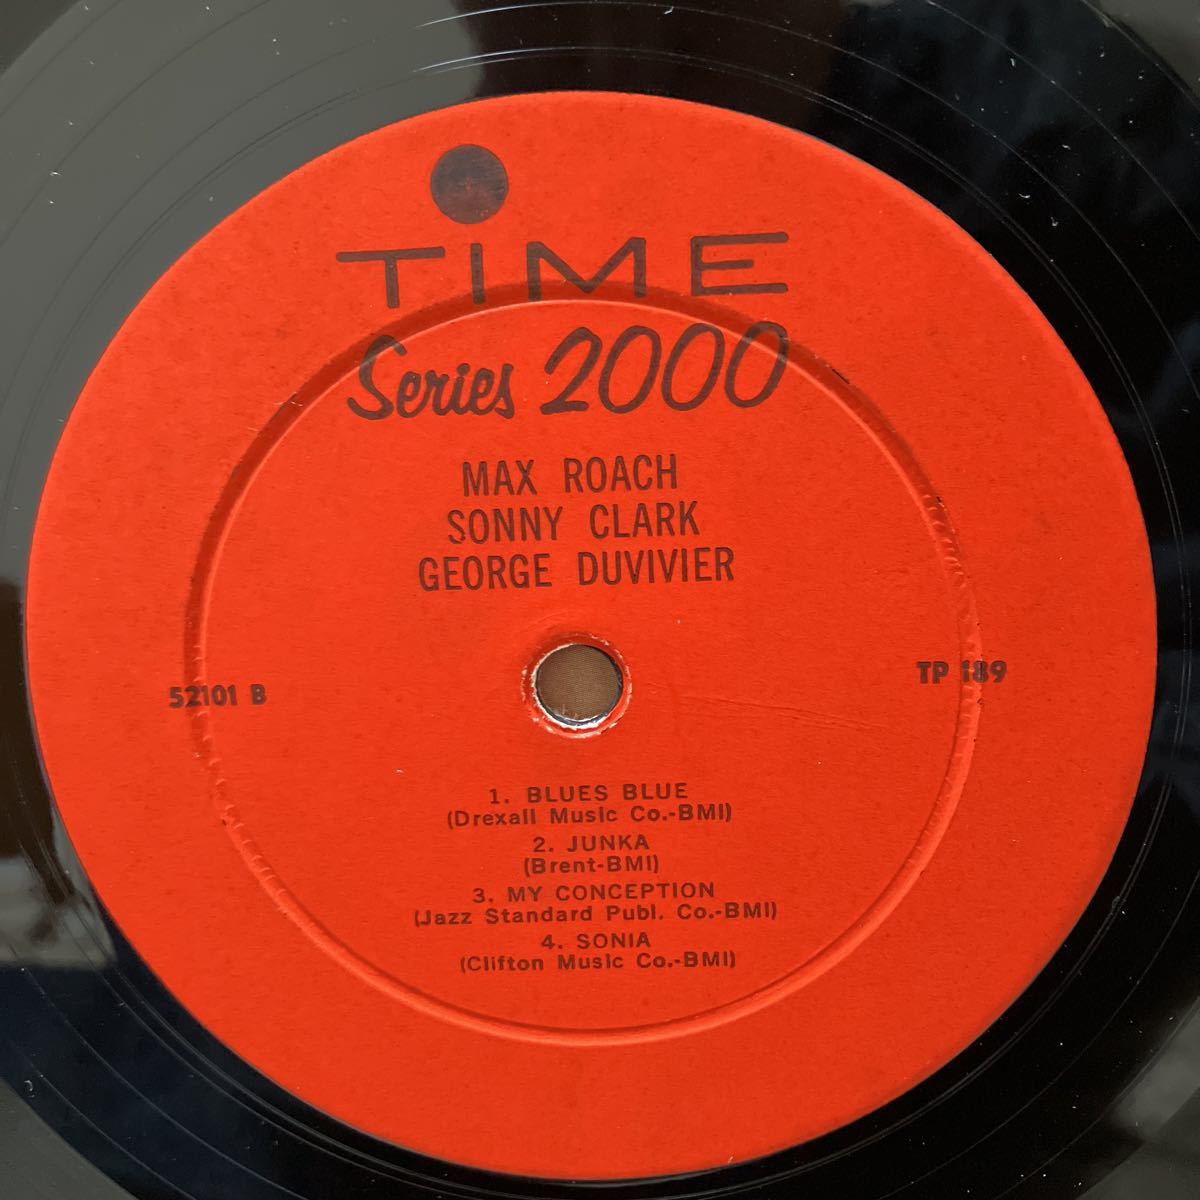 TIME
Series 2000
MAX ROACH
SONNY CLARK
GEORGE DUVIVIER
52101 B
TP 189
1. BLUES BLUE
(Drexall Music Co.-BMI)
2. JUNKA
(Brent-BMI)
3. MY CONCEPTION
(Jazz Standard Publ. Co.-BMI)
4. SONIA
(Clifton Music Co.-BMI)